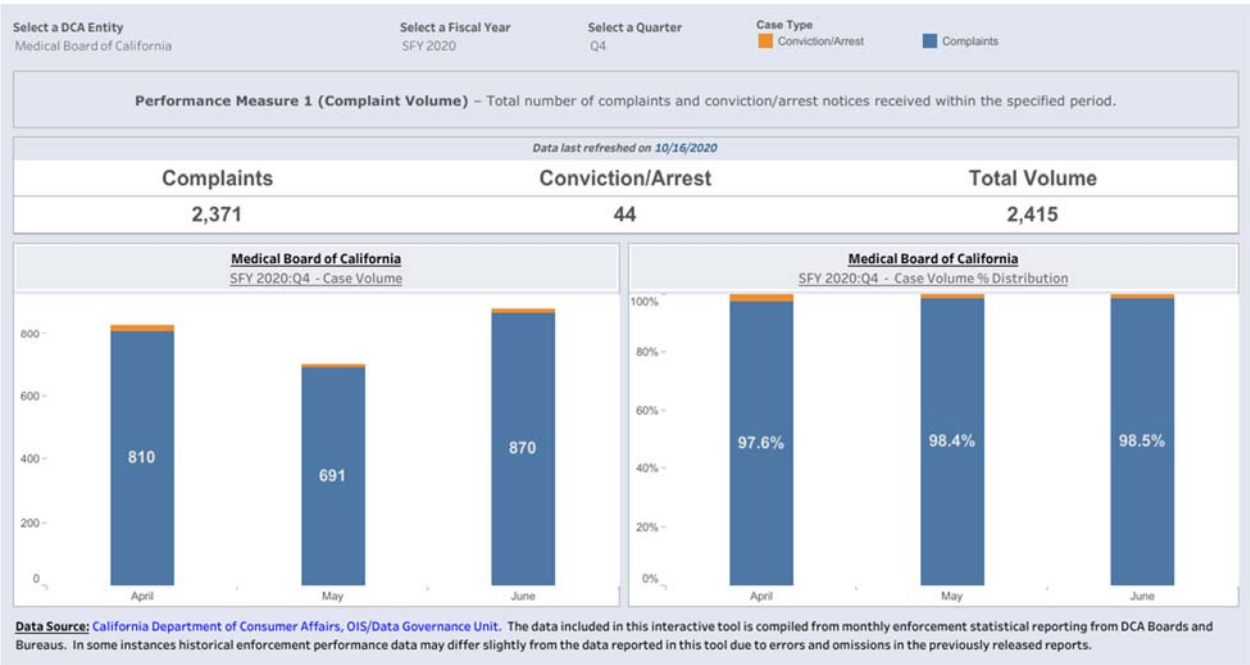 Select a DCA Entity
Medical Board of California
Select a Fiscal Year
SFY 2020
Select a Quarter
Q4
Case Type
Conviction/Arrest
Complaints
Performance Measure 1 (Complaint Volume) – Total number of complaints and conviction/arrest notices received within the specified period.
Data last refreshed on 10/16/2020
Complaints Conviction/Arrest Total Volume
2,371 44 2,415
Medical Board of California
SFY 2020:Q4 - Case Volume
800
600
400
200
0
810
691
870
April May June
Medical Board of California
SFY 2020:Q4 - Case Volume % Distribution
100%
80%
60%
40%
20%
0%
97.6%
98.4%
98.5%
April May June
Data Source: California Department of Consumer Affairs, OIS/Data Governance Unit. The data included in this interactive tool is compiled from monthly enforcement statistical reporting from DCA Boards and
Bureaus. In some instances historical enforcement performance data may differ slightly from the data reported in this tool due to errors and omissions in the previously released reports.